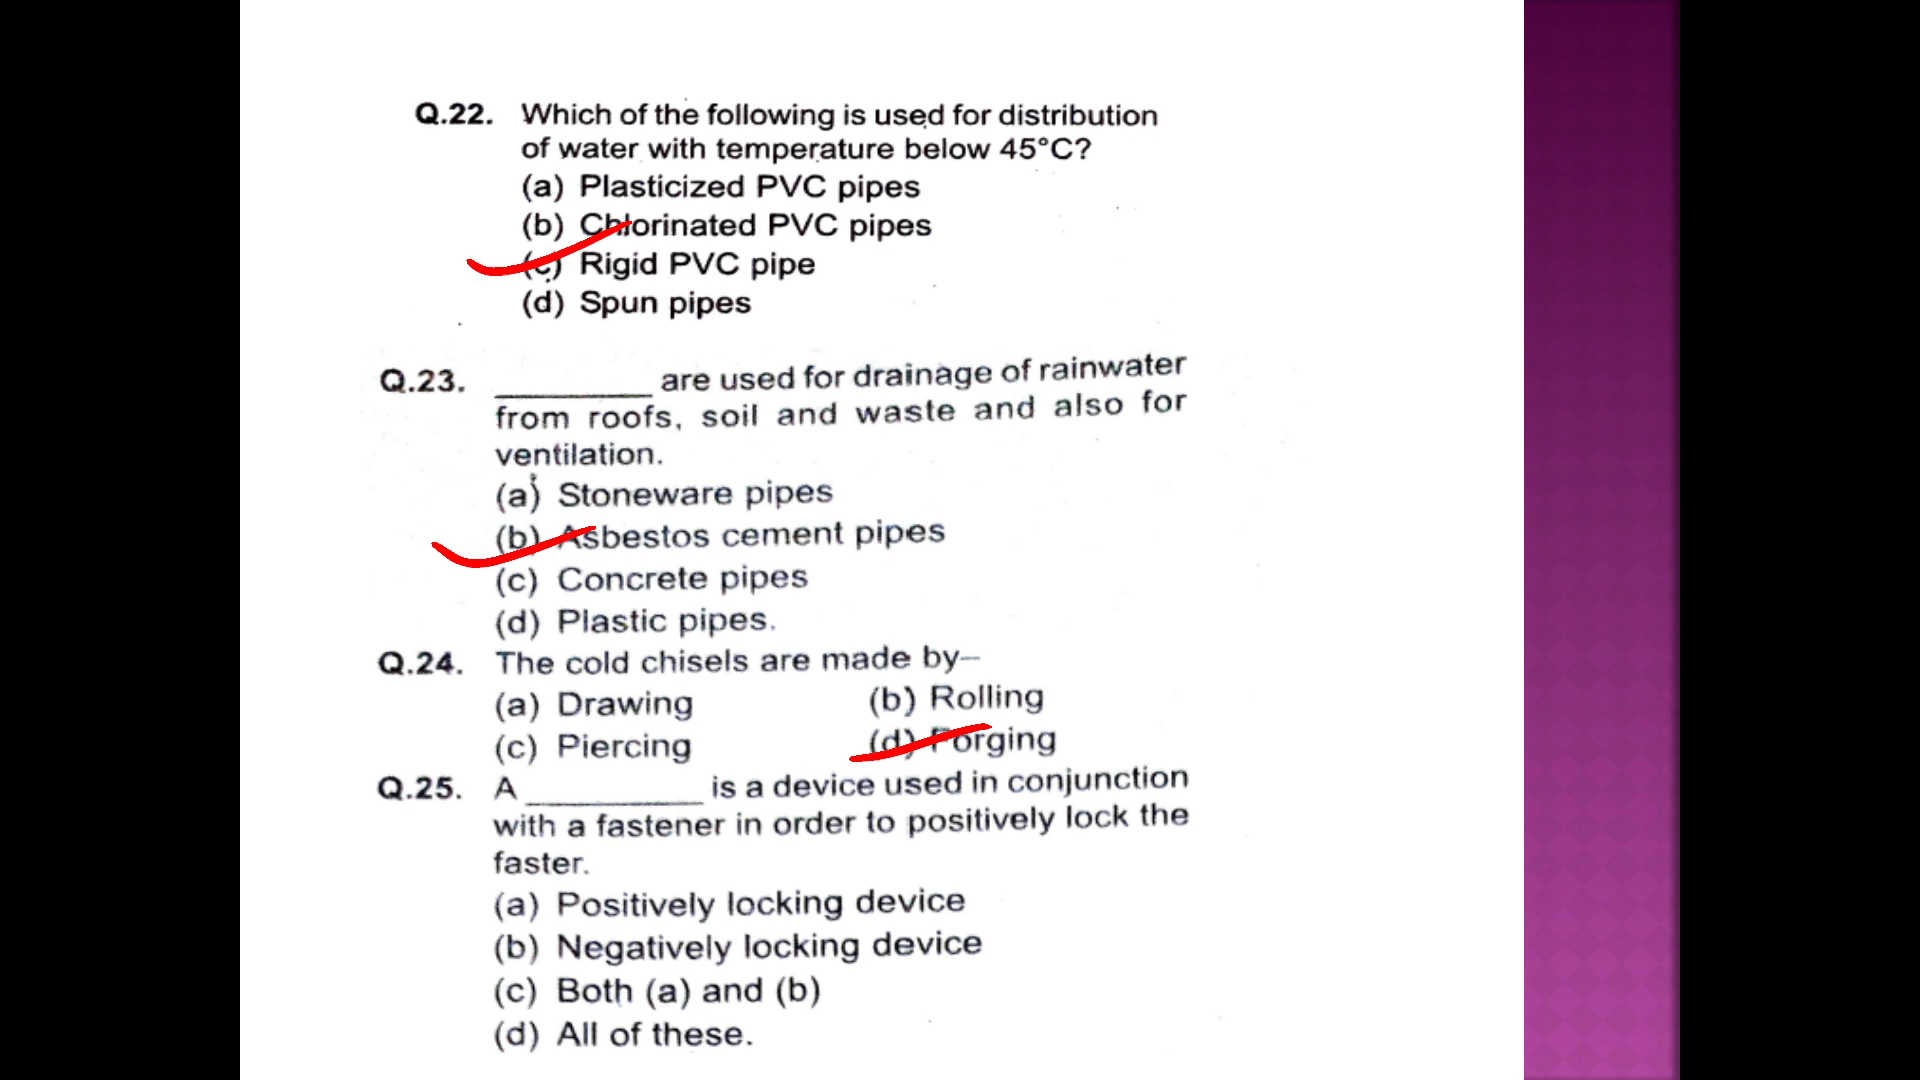 Q.22. Which of the following is used for distribution
of water with temperature below 45°C?
(a) Plasticized PVC pipes
(b) Chlorinated PVC pipes
(c) Rigid PVC pipe
(d) Spun pipes
Q.23. ________ are used for drainage of rainwater
from roofs, soil and waste and also for
ventilation.
(a) Stoneware pipes
(b) Asbestos cement pipes
(c) Concrete pipes
(d) Plastic pipes.
Q.24. The cold chisels are made by–
(a) Drawing (b) Rolling
(c) Piercing (d) Forging
Q.25. A ________ is a device used in conjunction
with a fastener in order to positively lock the
faster.
(a) Positively locking device
(b) Negatively locking device
(c) Both (a) and (b)
(d) All of these.